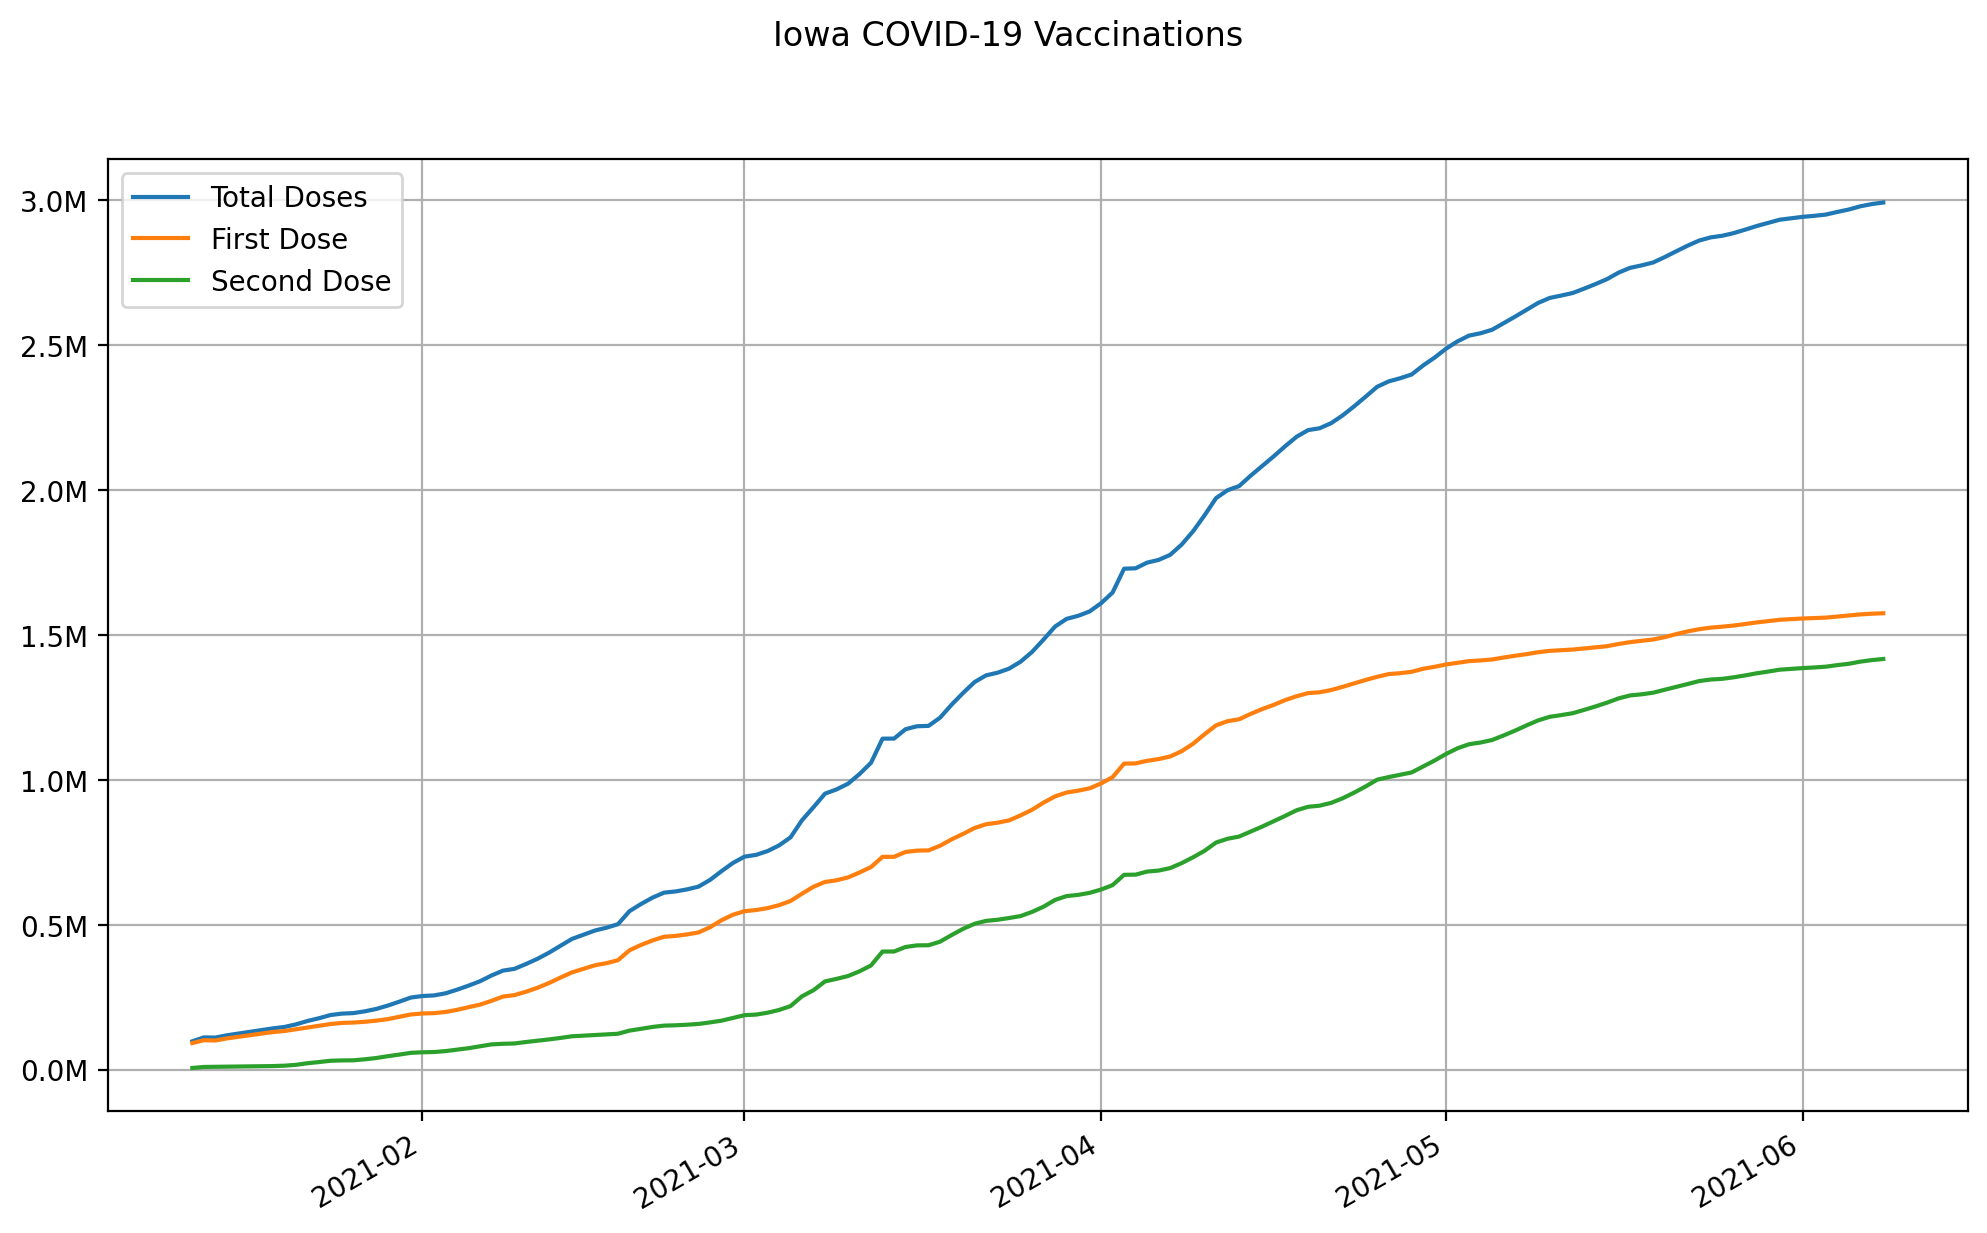 Iowa COVID-19 Vaccinations
Total Doses
First Dose
Second Dose
3.0M
2.5M
2.0M
1.5M
1.0M
0.5M
0.0M
2021-02
2021-03
2021-04
2021-05
2021-06